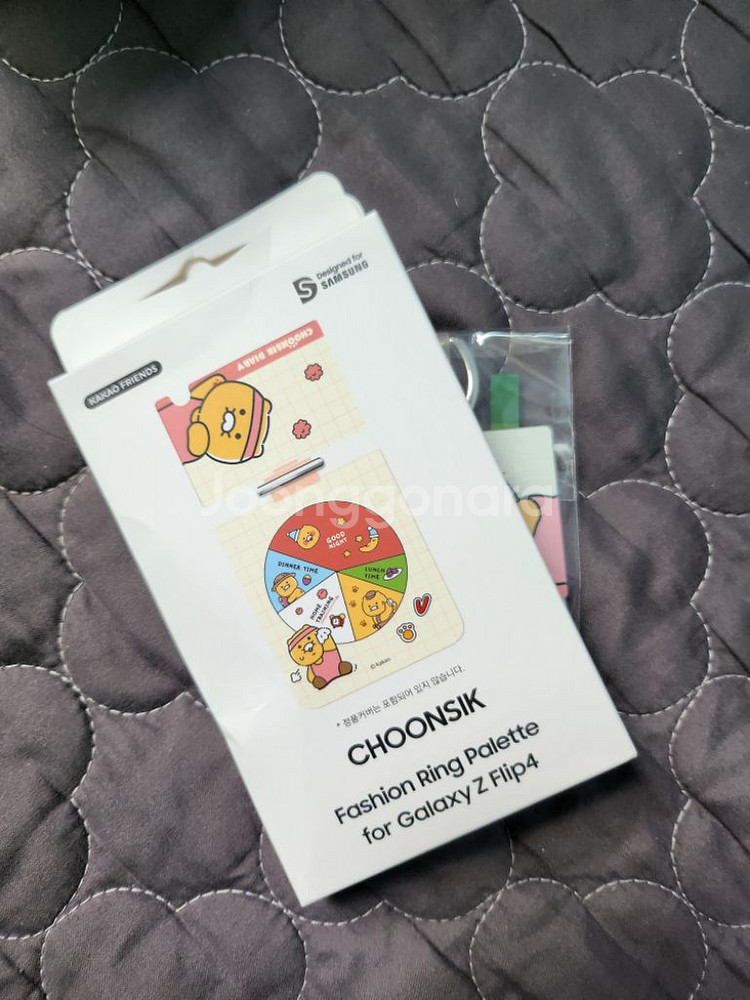 Designed for
SAMSUNG
KAKAO FRIENDS
CHOONSIK DIARY
Joonggonara
GOOD
NIGHT
DINNER TIME
LUNCH
TIME
HOME
TRAINING
© kakao
* 정품커버는 포함되어 있지 않습니다.
CHOONSIK
Fashion Ring Palette
for Galaxy Z Flip4